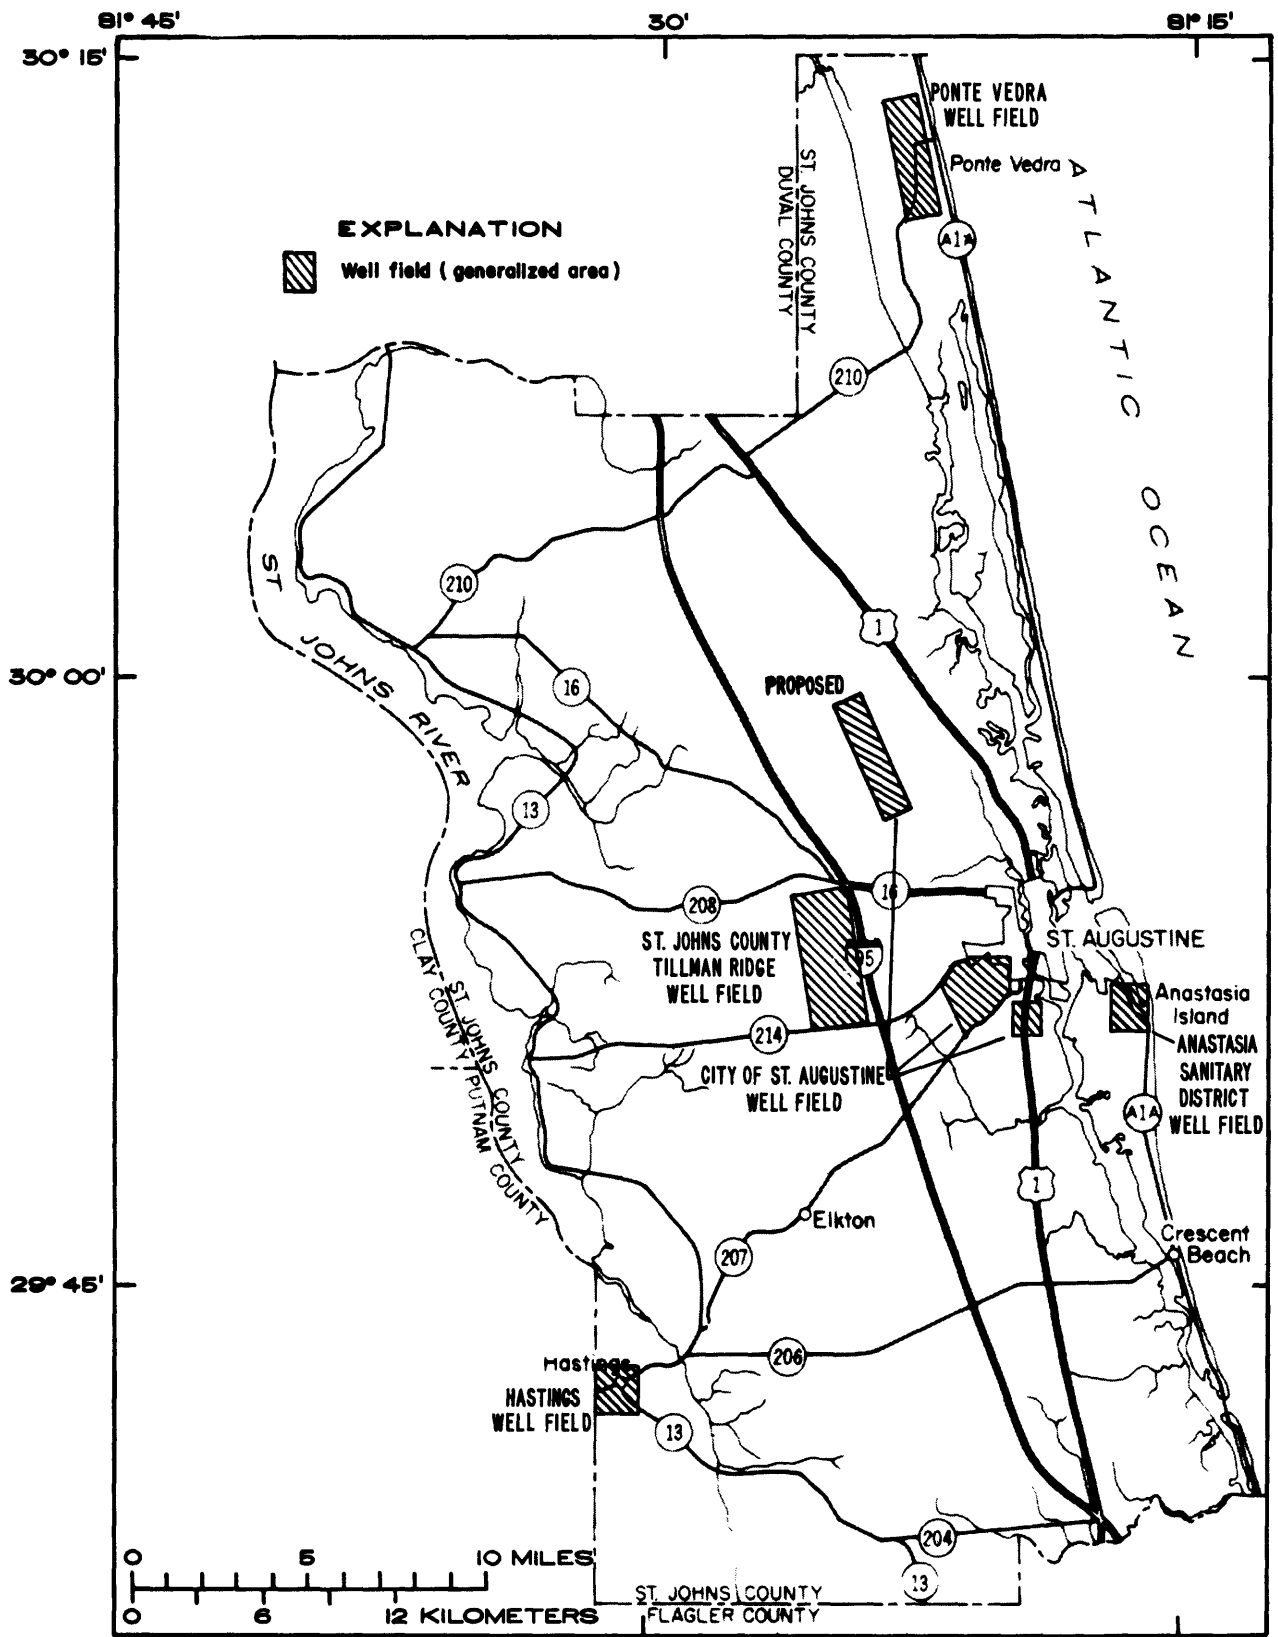 81° 45'
30'
81° 15'
30° 15'
PONTE VEDRA
WELL FIELD
Ponte Vedra
ST. JOHNS COUNTY
DUVAL COUNTY
ATLANTIC OCEAN
A1A
EXPLANATION
Well field (generalized area)
210
210
1
ST JOHNS RIVER
30° 00'
16
PROPOSED
13
16
208
ST. JOHNS COUNTY
TILLMAN RIDGE
WELL FIELD
95
ST. AUGUSTINE
Anastasia
Island
ANASTASIA
SANITARY
DISTRICT
WELL FIELD
CLAY COUNTY
ST. JOHNS COUNTY
PUTNAM COUNTY
214
CITY OF ST. AUGUSTINE
WELL FIELD
A1A
1
Elkton
207
Crescent
Beach
29° 45'
206
Hastings
HASTINGS
WELL FIELD
13
204
13
0 5 10 MILES
0 6 12 KILOMETERS
ST. JOHNS COUNTY
FLAGLER COUNTY